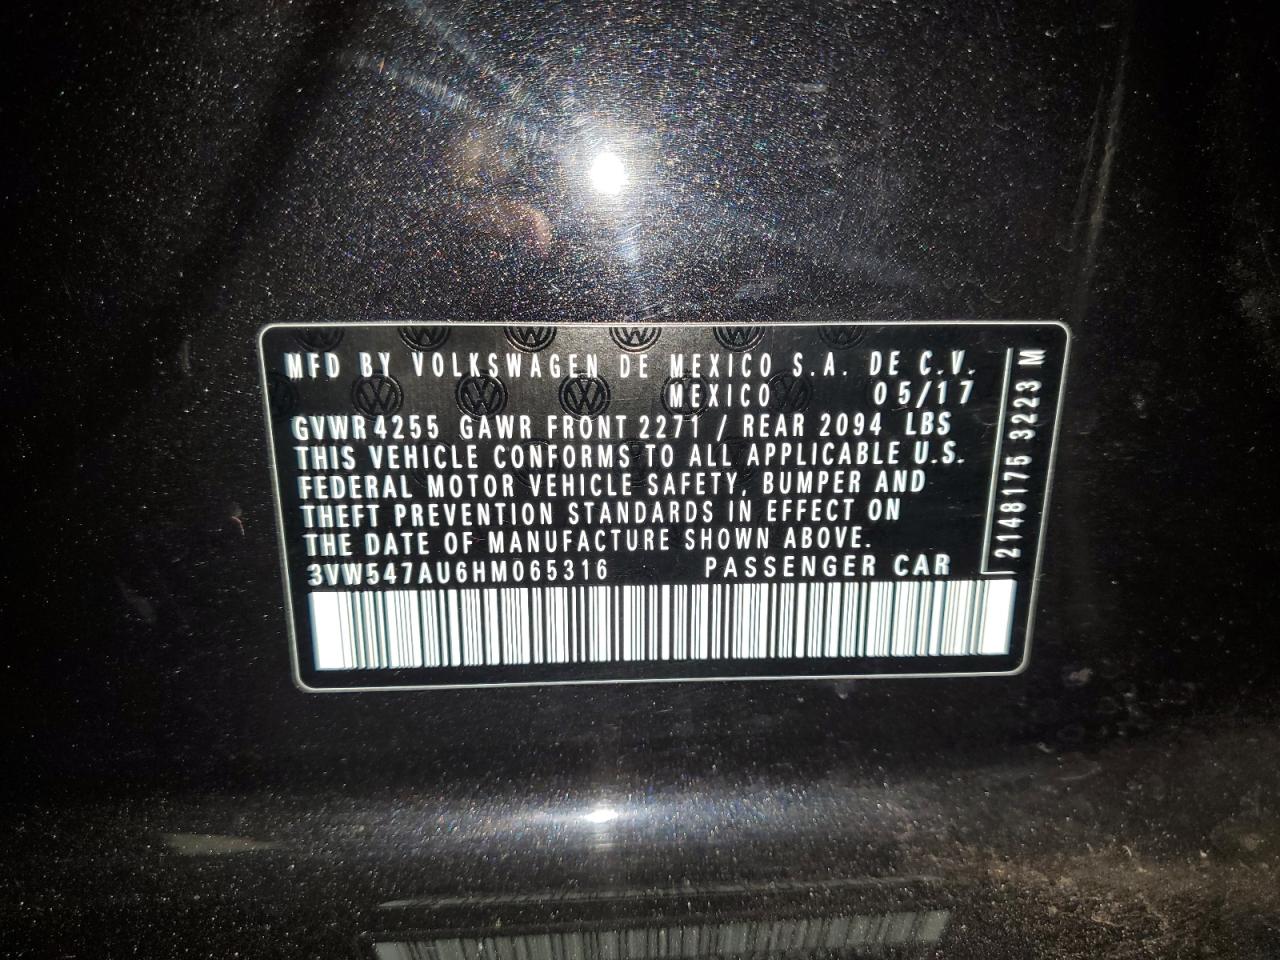 MFD BY VOLKSWAGEN DE MEXICO S.A. DE C.V.
MEXICO 05/17
GVWR 4255 GAWR FRONT 2271 / REAR 2094 LBS
THIS VEHICLE CONFORMS TO ALL APPLICABLE U.S.
FEDERAL MOTOR VEHICLE SAFETY, BUMPER AND
THEFT PREVENTION STANDARDS IN EFFECT ON
THE DATE OF MANUFACTURE SHOWN ABOVE.
3VW547AU6HM065316 PASSENGER CAR
2148175 3223 M